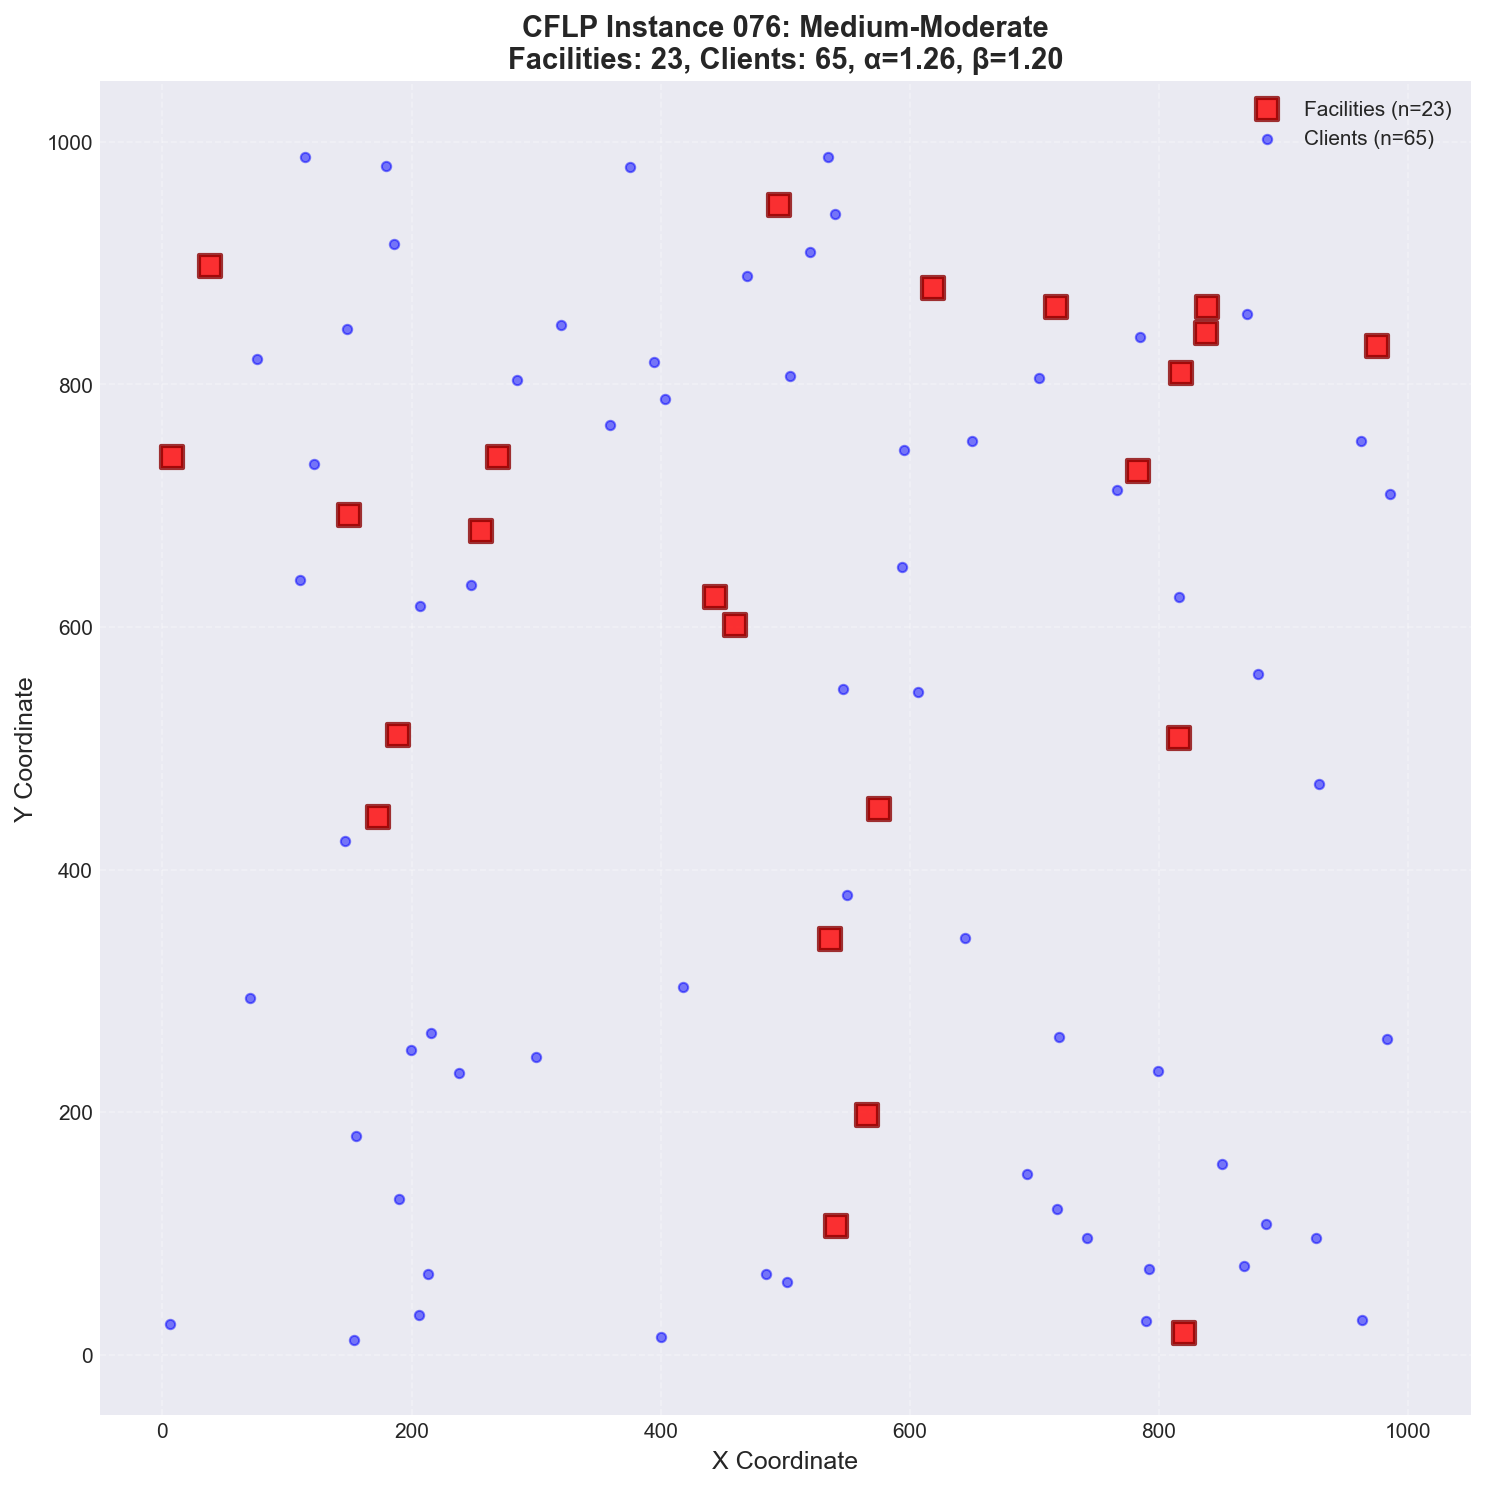 CFLP Instance 076: Medium-Moderate
Facilities: 23, Clients: 65, α=1.26, β=1.20
Facilities (n=23)
Clients (n=65)
1000
800
600
400
200
0
Y Coordinate
0 200 400 600 800 1000
X Coordinate